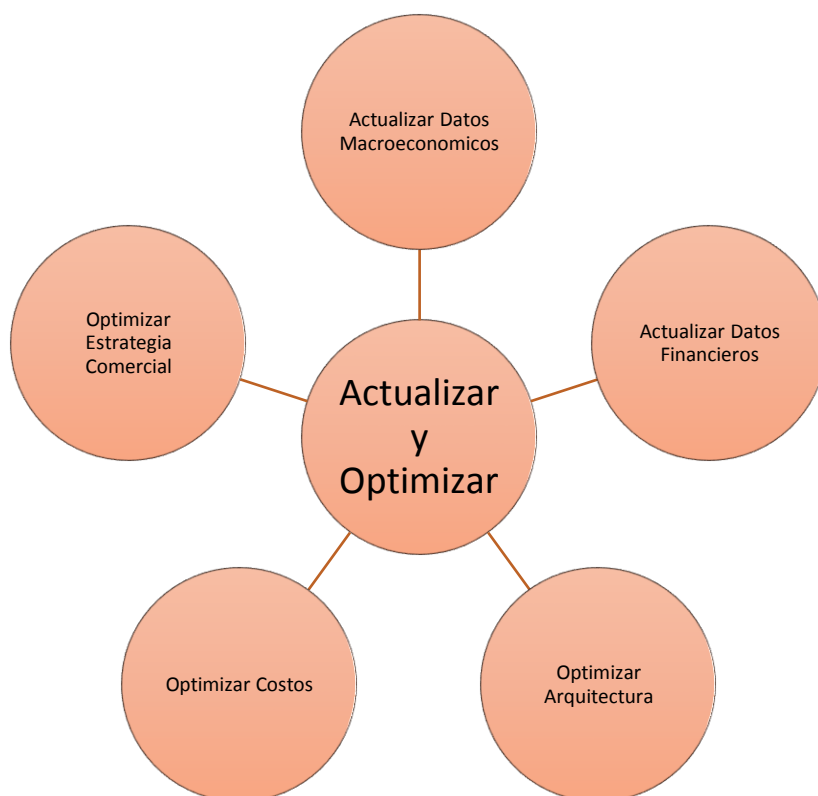 Actualizar Datos
Macroeconomicos
Actualizar Datos
Financieros
Optimizar
Estrategia
Comercial
Actualizar
y
Optimizar
Optimizar Costos
Optimizar
Arquitectura